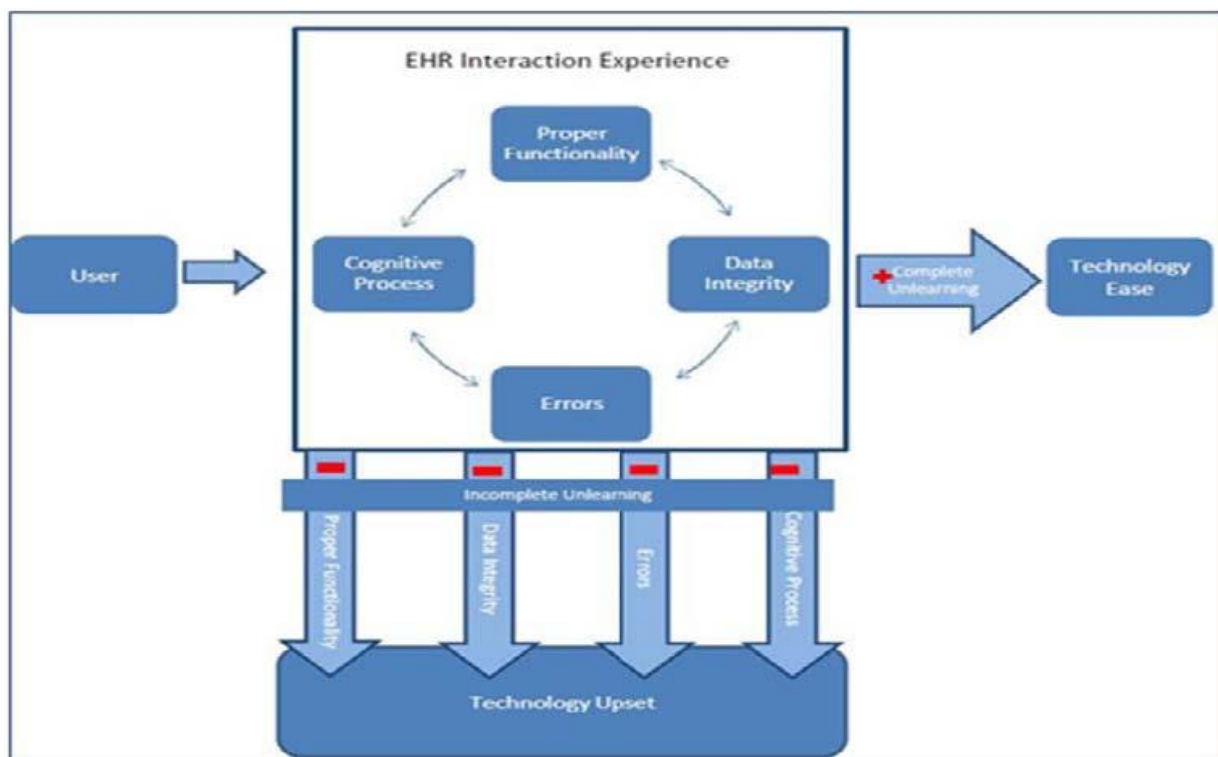 EHR Interaction Experience
Proper
Functionality
User
Cognitive
Process
Data
Integrity
Complete
Unlearning
Technology
Ease
Errors
Incomplete Unlearning
Proper Functionality
Data Integrity
Errors
Cognitive Process
Technology Upset